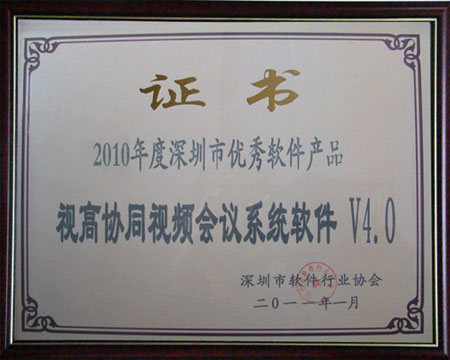 证书
2010年度深圳市优秀软件产品
视高协同视频会议系统软件 V4.0
深圳市软件行业协会
二〇一一年一月